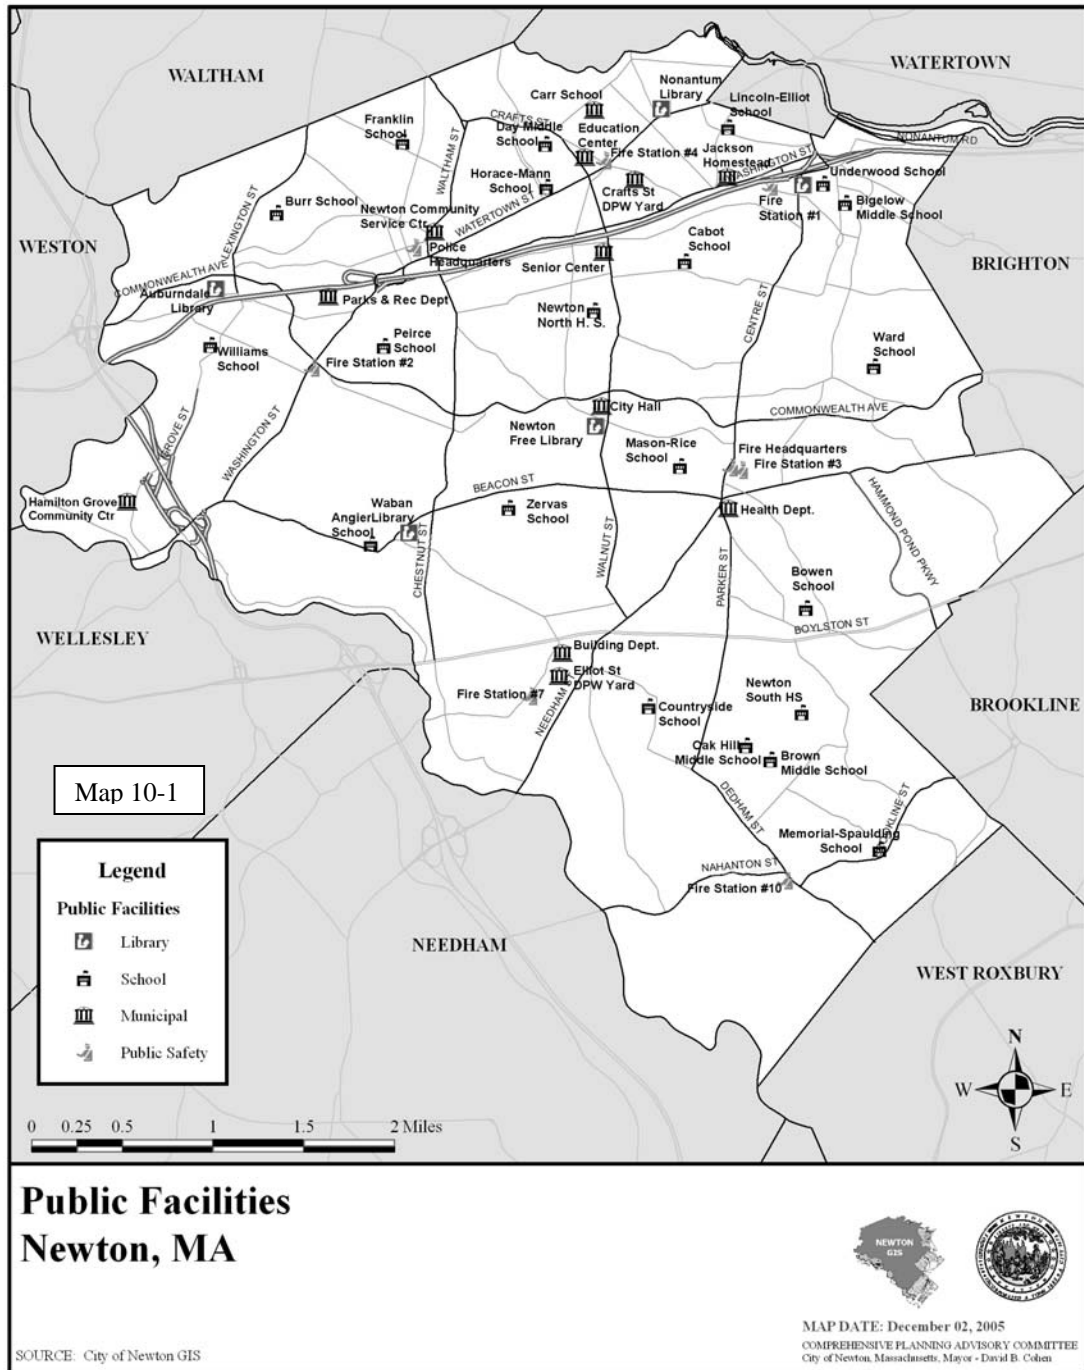 WALTHAM
WATERTOWN
Nonantum
Library
Carr School
Lincoln-Elliot
School
Franklin
School
CRAFTS ST
Day Middle
School
Education
Center
Fire Station #4
Jackson
Homestead
NONANTUM RD
WASHINGTON ST
WALTHAM ST
Horace-Mann
School
Crafts St
DPW Yard
Fire
Station #1
Underwood School
Bigelow
Middle School
Burr School
LEXINGTON ST
Newton Community
Service Ctr
WATERTOWN ST
Police
Headquarters
WESTON
Cabot
School
Senior Center
BRIGHTON
COMMONWEALTH AVE
Auburndale
Library
Parks & Rec Dept
Newton
North H. S.
CENTRE ST
Williams
School
Peirce
School
Fire Station #2
Ward
School
City Hall
COMMONWEALTH AVE
Newton
Free Library
GROVE ST
WASHINGTON ST
Mason-Rice
School
Fire Headquarters
Fire Station #3
Hamilton Grove
Community Ctr
BEACON ST
Waban
Library
Angier
School
Zervas
School
Health Dept.
HAMMOND POND PKWY
CHESTNUT ST
WALNUT ST
PARKER ST
Bowen
School
BOYLSTON ST
WELLESLEY
Building Dept.
Elliot St
DPW Yard
Fire Station #7
NEEDHAM ST
Countryside
School
Newton
South HS
BROOKLINE
Oak Hill
Middle School
Brown
Middle School
DEDHAM ST
BROOKLINE ST
Memorial-Spaulding
School
NAHANTON ST
Fire Station #10
NEEDHAM
WEST ROXBURY
Map 10-1
Legend
Public Facilities
Library
School
Municipal
Public Safety
N
W
E
S
0 0.25 0.5 1 1.5 2 Miles
Public Facilities
Newton, MA
NEWTON
GIS
MAP DATE: December 02, 2005
COMPREHENSIVE PLANNING ADVISORY COMMITTEE
City of Newton, Massachusetts, Mayor - David B. Cohen
SOURCE: City of Newton GIS